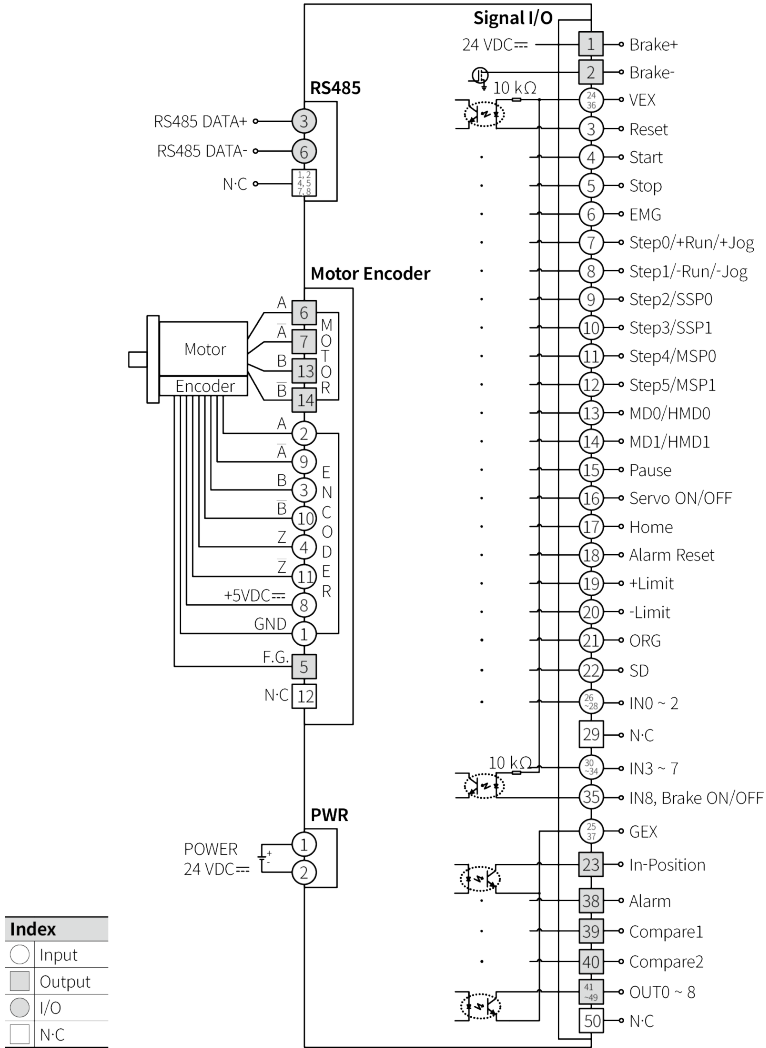 Signal I/O
24 VDC⎓
1 Brake+
2 Brake-
10 kΩ
24 36 VEX
3 Reset
4 Start
5 Stop
6 EMG
7 Step0/+Run/+Jog
8 Step1/-Run/-Jog
9 Step2/SSP0
10 Step3/SSP1
11 Step4/MSP0
12 Step5/MSP1
13 MD0/HMD0
14 MD1/HMD1
15 Pause
16 Servo ON/OFF
17 Home
18 Alarm Reset
19 +Limit
20 -Limit
21 ORG
22 SD
26 ~28 IN0 ~ 2
29 N·C
10 kΩ
30 ~34 IN3 ~ 7
35 IN8, Brake ON/OFF
25 37 GEX
23 In-Position
38 Alarm
39 Compare1
40 Compare2
41 ~49 OUT0 ~ 8
50 N·C
RS485
RS485 DATA+ 3
RS485 DATA- 6
N·C 1, 2 4, 5 7, 8
Motor Encoder
Motor
Encoder
A 6
A̅ 7
B 13
B̅ 14
MOTOR
A 2
A̅ 9
B 3
B̅ 10
Z 4
Z̅ 11
+5VDC⎓ 8
GND 1
ENCODER
F.G. 5
N·C 12
PWR
POWER
24 VDC⎓
+
-
1
2
Index
Input
Output
I/O
N·C